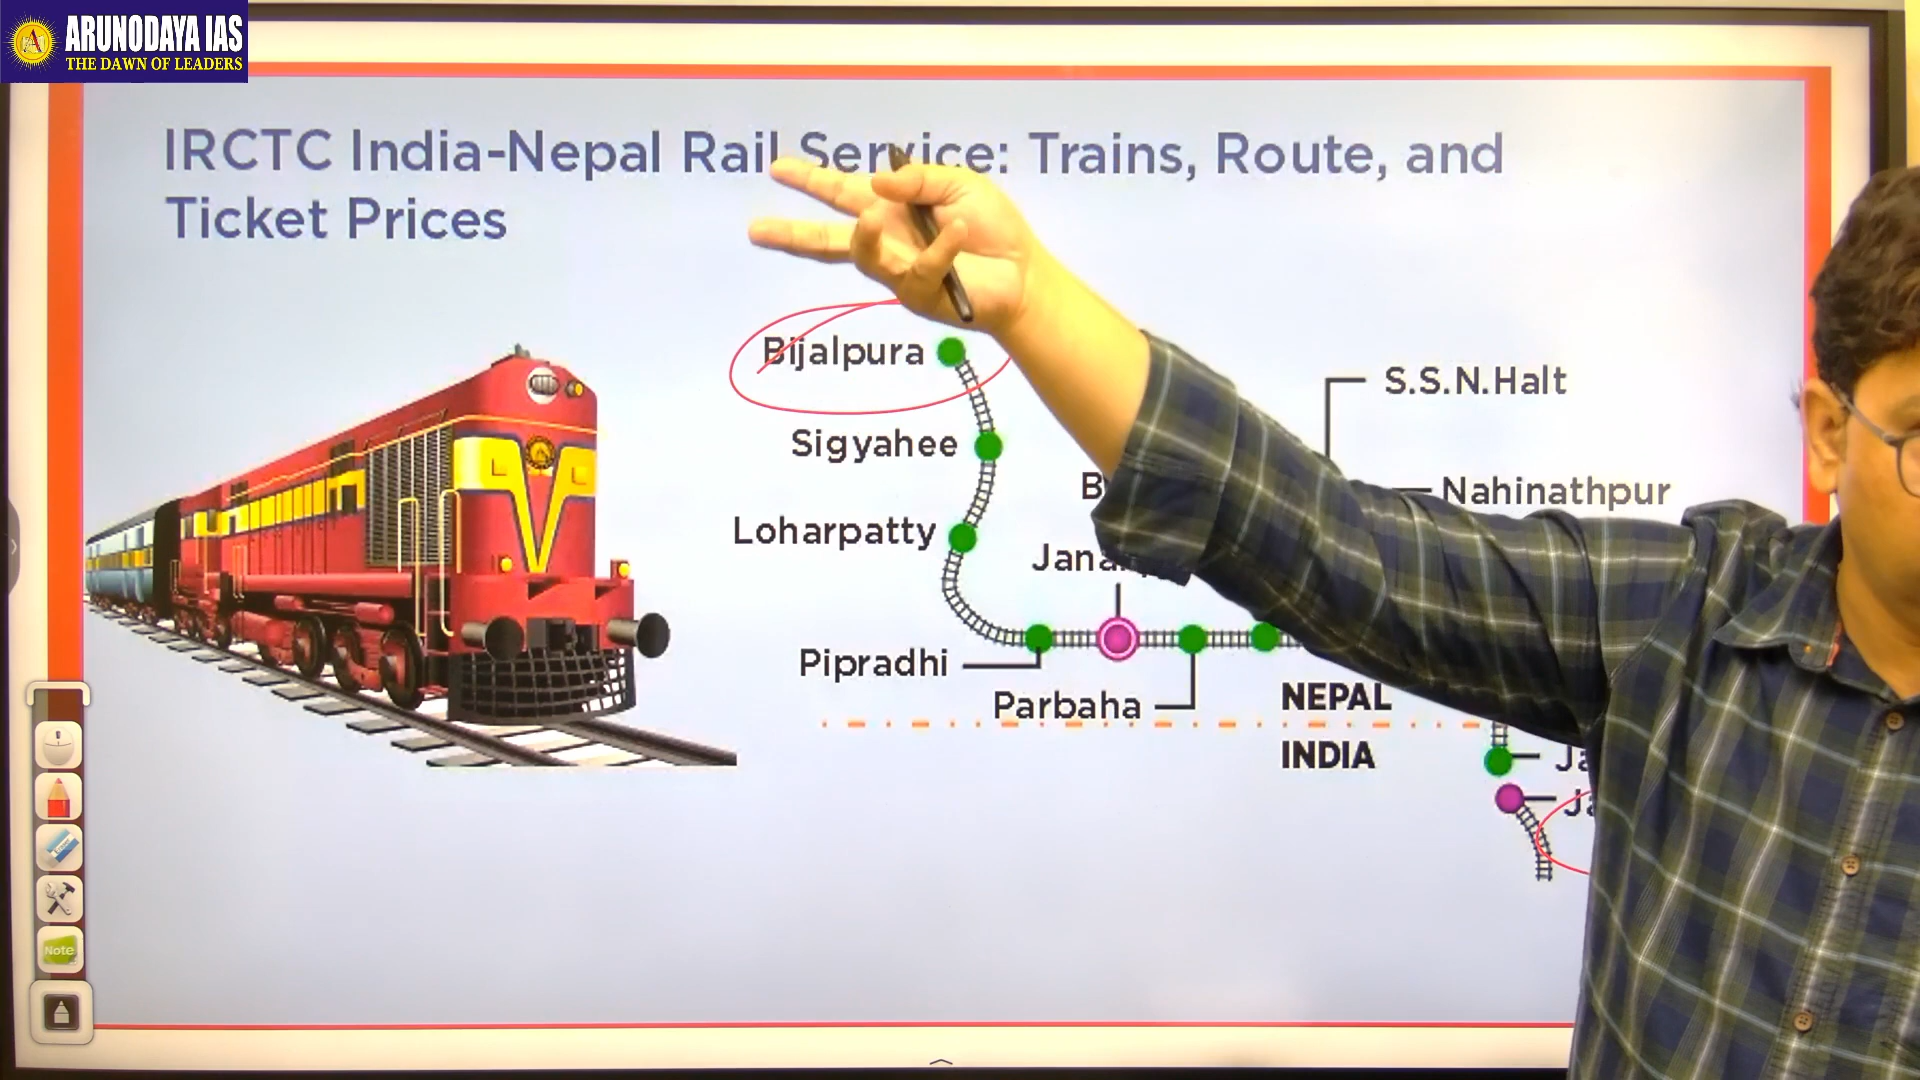 ARUNODAYA IAS
THE DAWN OF LEADERS
IRCTC India-Nepal Rail Service: Trains, Route, and
Ticket Prices
Bijalpura
S.S.N.Halt
Sigyahee
Nahinathpur
Loharpatty
Pipradhi
Parbaha
NEPAL
INDIA
Note